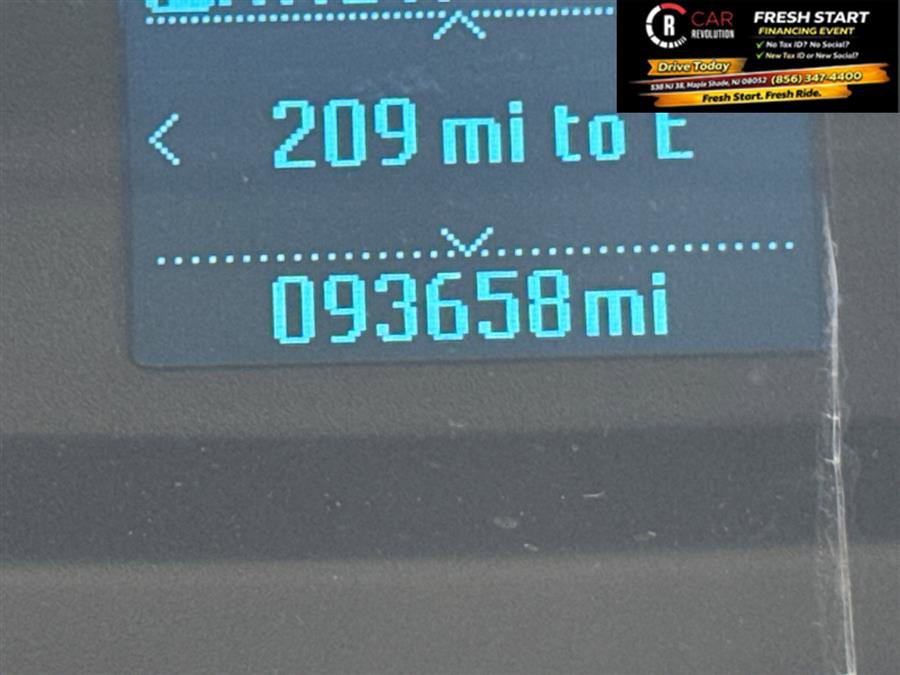 CAR
REVOLUTION
FRESH START
FINANCING EVENT
✓ No Tax ID? No Social?
✓ New Tax ID or New Social?
Drive Today
538 NJ 38, Maple Shade, NJ 08052 (856) 347-4400
Fresh Start. Fresh Ride.
< 209 mi to E
093658 mi